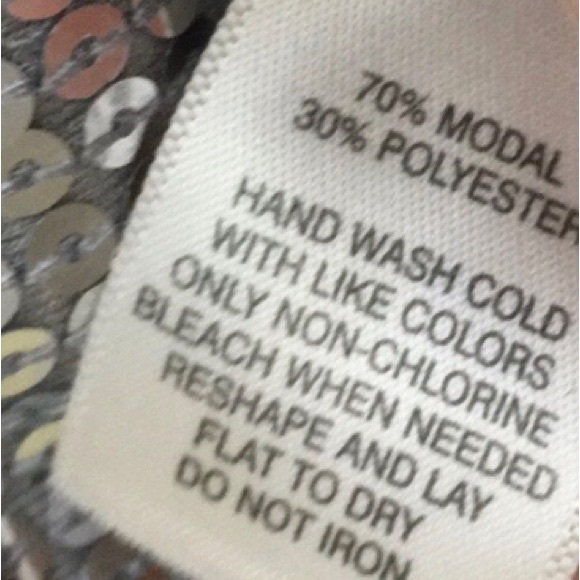 70% MODAL
30% POLYESTER
HAND WASH COLD
WITH LIKE COLORS
ONLY NON-CHLORINE
BLEACH WHEN NEEDED
RESHAPE AND LAY
FLAT TO DRY
DO NOT IRON